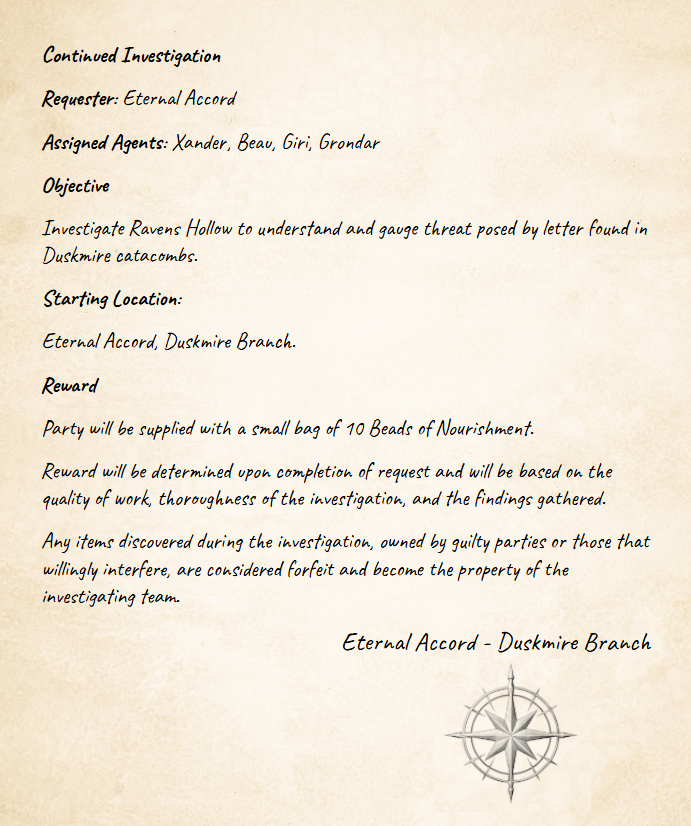 Continued Investigation
Requester: Eternal Accord
Assigned Agents: Xander, Beau, Giri, Grondar
Objective
Investigate Ravens Hollow to understand and gauge threat posed by letter found in
Duskmire catacombs.
Starting Location:
Eternal Accord, Duskmire Branch.
Reward
Party will be supplied with a small bag of 10 Beads of Nourishment.
Reward will be determined upon completion of request and will be based on the
quality of work, thoroughness of the investigation, and the findings gathered.
Any items discovered during the investigation, owned by guilty parties or those that
willingly interfere, are considered forfeit and become the property of the
investigating team.
Eternal Accord - Duskmire Branch